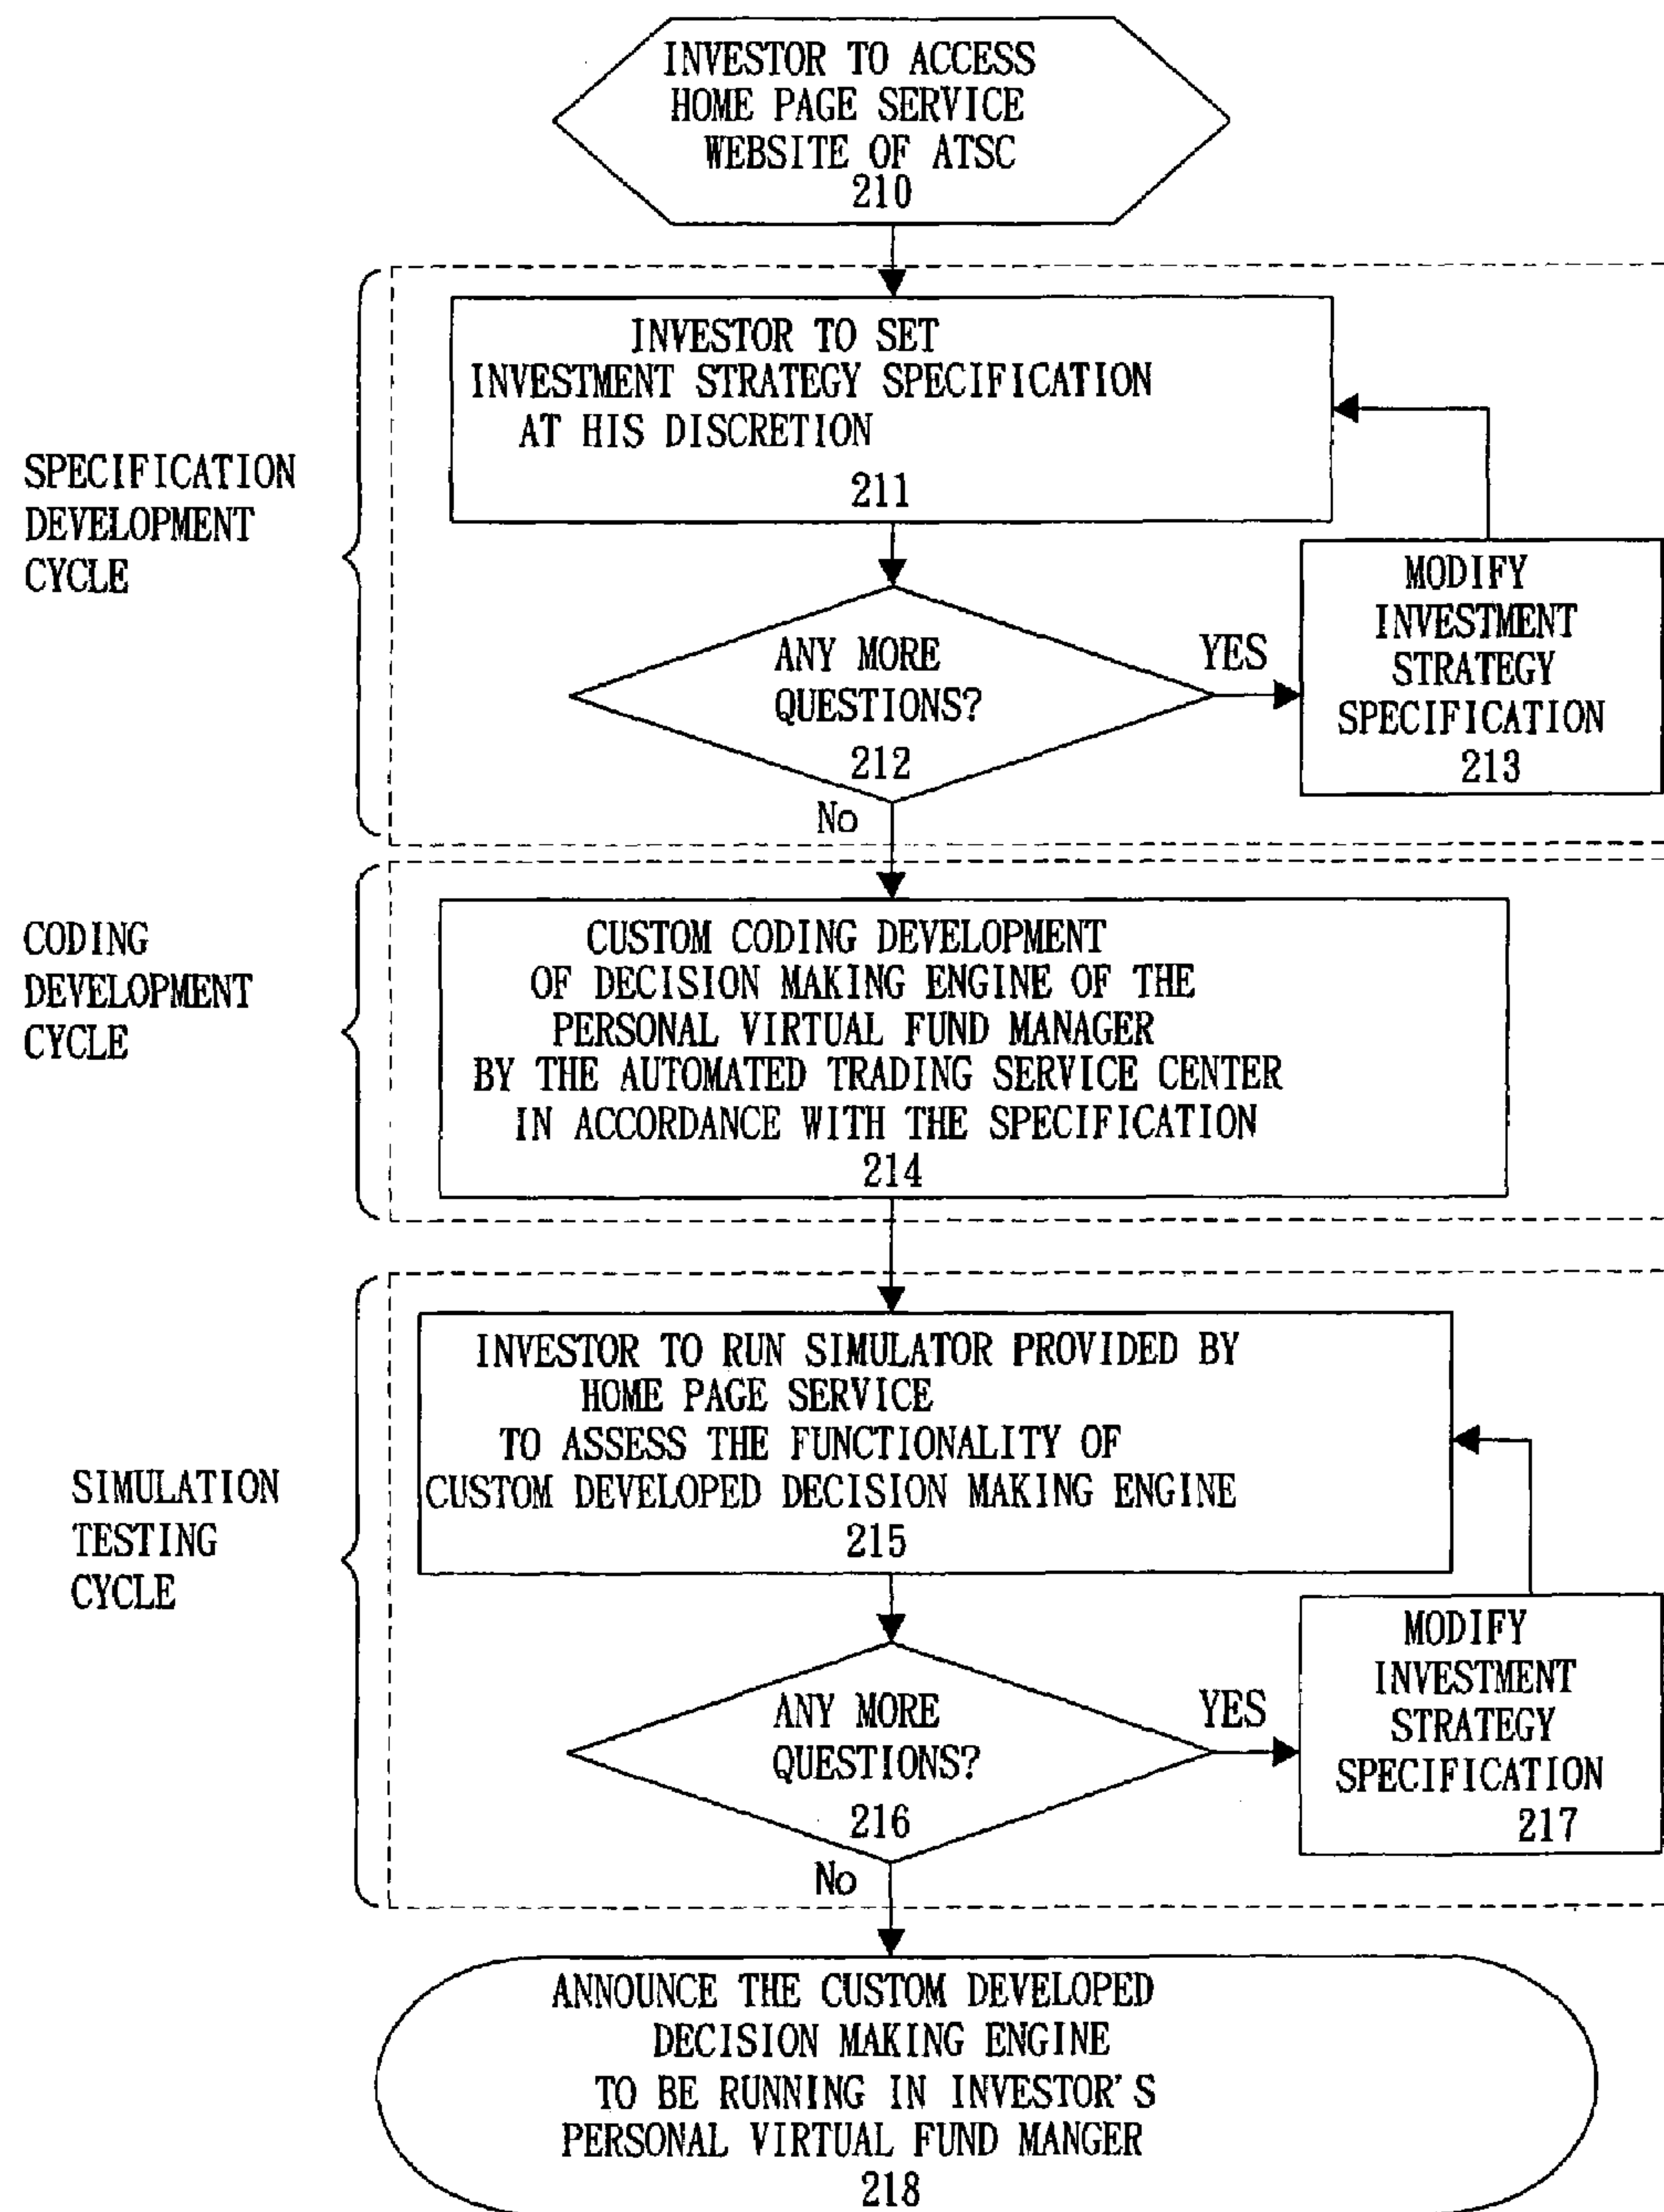 INVESTOR TO ACCESS
HOME PAGE SERVICE
WEBSITE OF ATSC
210
SPECIFICATION
DEVELOPMENT
CYCLE
INVESTOR TO SET
INVESTMENT STRATEGY SPECIFICATION
AT HIS DISCRETION
211
ANY MORE
QUESTIONS?
212
YES
MODIFY
INVESTMENT
STRATEGY
SPECIFICATION
213
No
CODING
DEVELOPMENT
CYCLE
CUSTOM CODING DEVELOPMENT
OF DECISION MAKING ENGINE OF THE
PERSONAL VIRTUAL FUND MANAGER
BY THE AUTOMATED TRADING SERVICE CENTER
IN ACCORDANCE WITH THE SPECIFICATION
214
SIMULATION
TESTING
CYCLE
INVESTOR TO RUN SIMULATOR PROVIDED BY
HOME PAGE SERVICE
TO ASSESS THE FUNCTIONALITY OF
CUSTOM DEVELOPED DECISION MAKING ENGINE
215
ANY MORE
QUESTIONS?
216
YES
MODIFY
INVESTMENT
STRATEGY
SPECIFICATION
217
No
ANNOUNCE THE CUSTOM DEVELOPED
DECISION MAKING ENGINE
TO BE RUNNING IN INVESTOR'S
PERSONAL VIRTUAL FUND MANGER
218